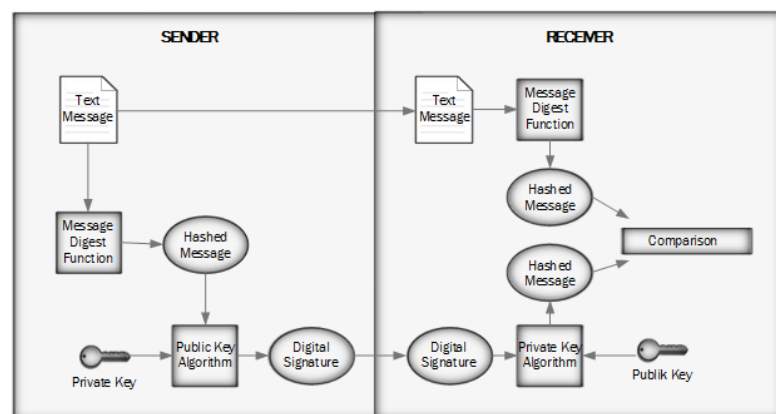 SENDER
Text
Message
Message
Digest
Function
Hashed
Message
Private Key
Public Key
Algorithm
Digital
Signature
RECEIVER
Text
Message
Message
Digest
Function
Hashed
Message
Comparison
Hashed
Message
Digital
Signature
Private Key
Algorithm
Publik Key